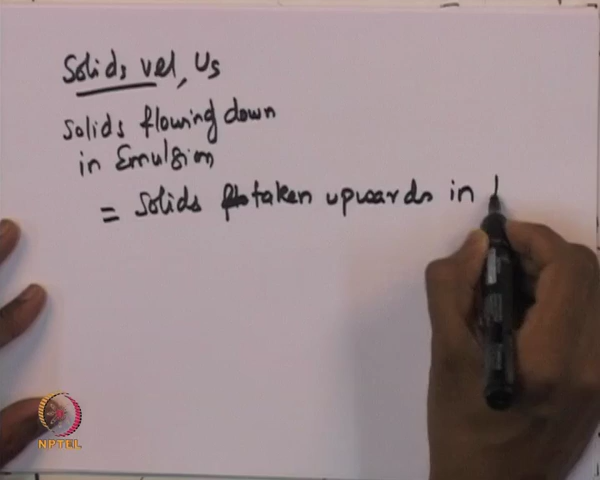 Solids vel, Us
Solids flowing down
in Emulsion
= Solids taken upwards in
NPTEL